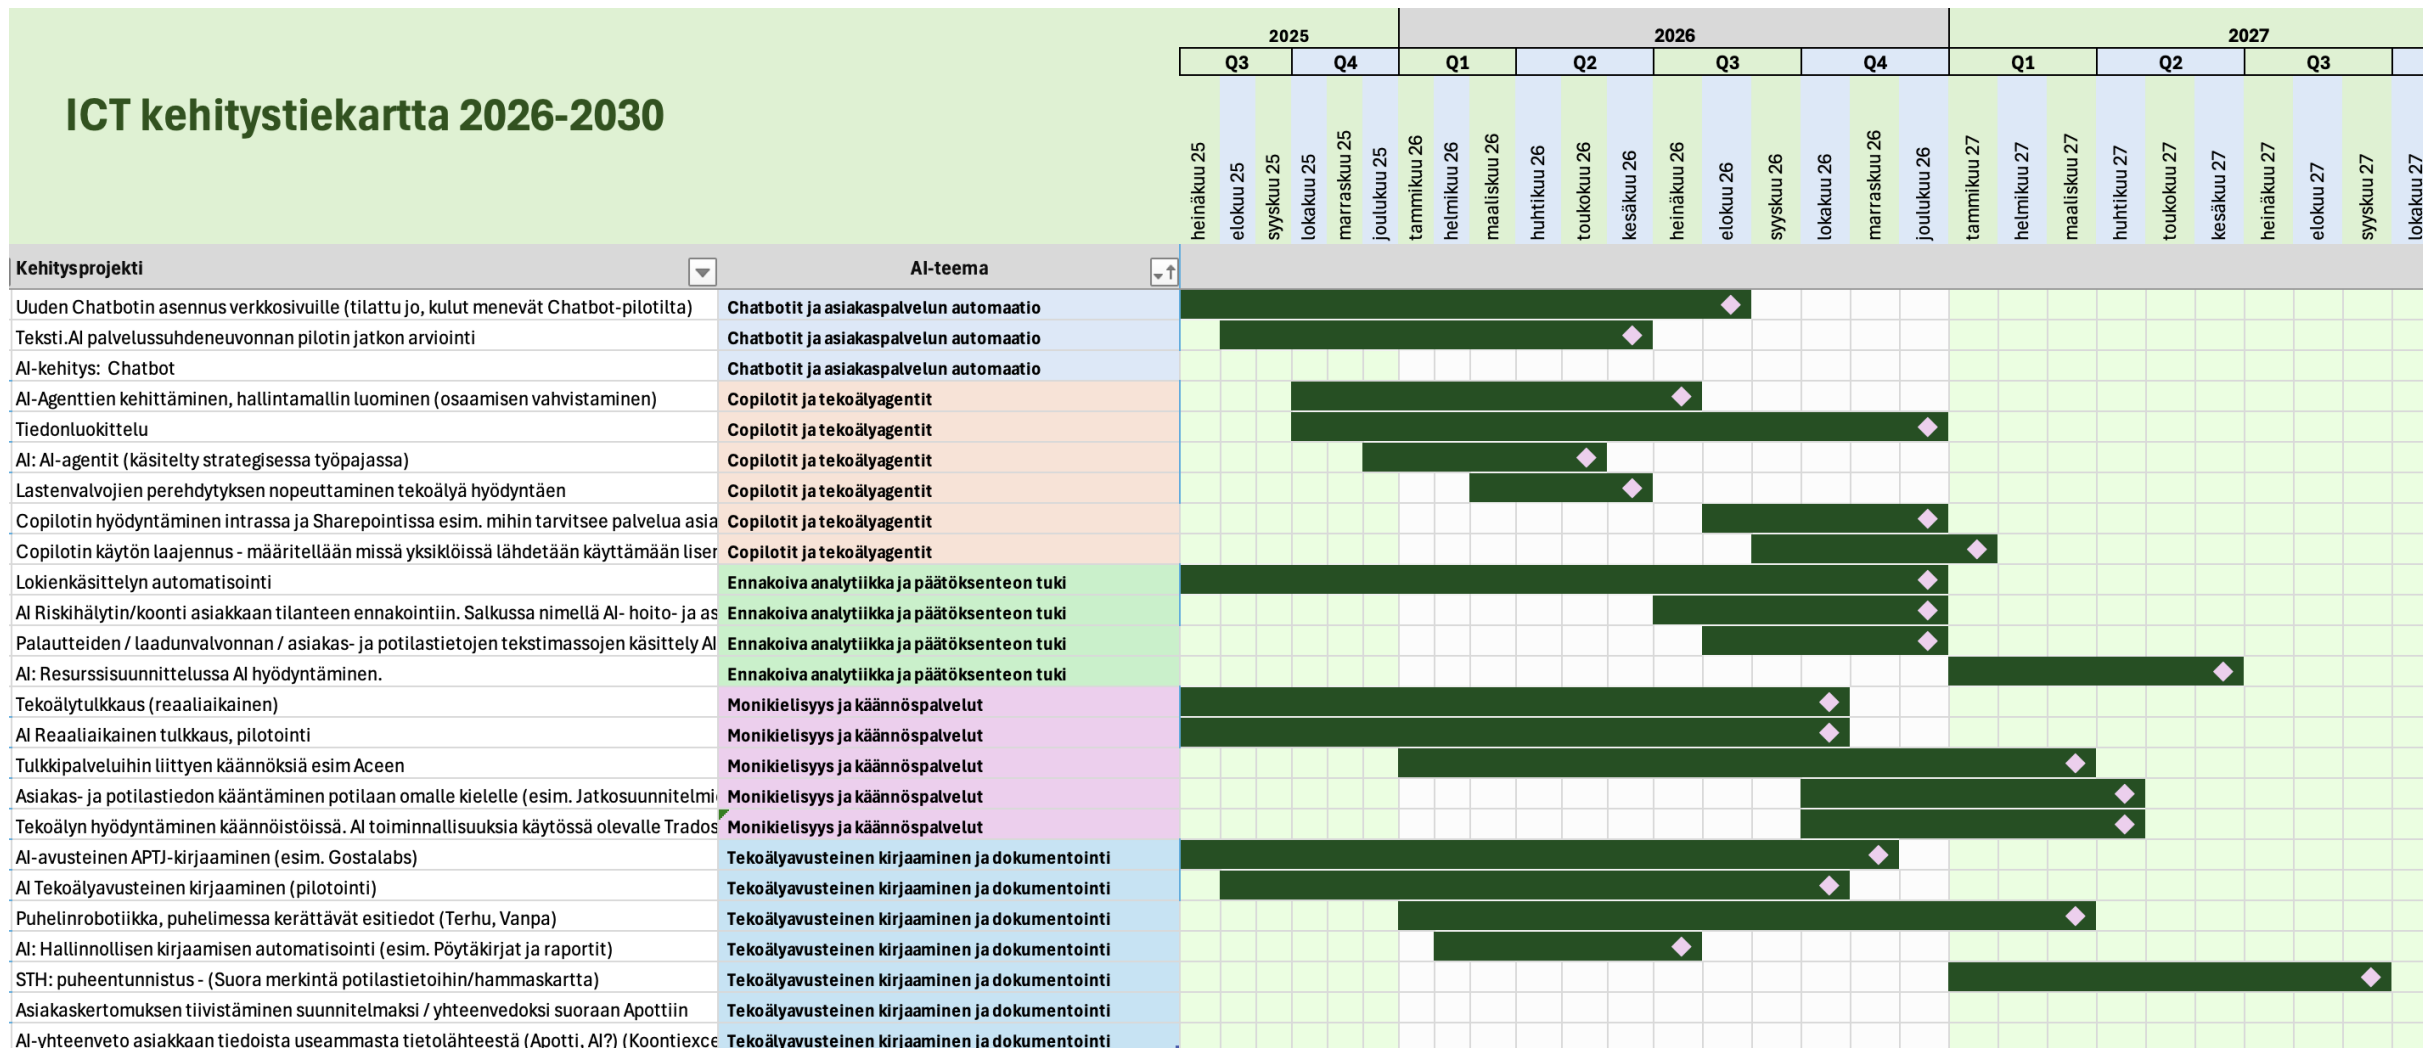 2025 2026 2027
Q3 Q4 Q1 Q2 Q3 Q4 Q1 Q2 Q3
ICT kehitystiekartta 2026-2030
heinäkuu 25 elokuu 25 syyskuu 25 lokakuu 25 marraskuu 25 joulukuu 25 tammikuu 26 helmikuu 26 maaliskuu 26 huhtikuu 26 toukokuu 26 kesäkuu 26 heinäkuu 26 elokuu 26 syyskuu 26 lokakuu 26 marraskuu 26 joulukuu 26 tammikuu 27 helmikuu 27 maaliskuu 27 huhtikuu 27 toukokuu 27 kesäkuu 27 heinäkuu 27 elokuu 27 syyskuu 27 lokakuu 27
Kehitysprojekti AI-teema
Uuden Chatbotin asennus verkkosivuille (tilattu jo, kulut menevät Chatbot-pilotilta) Chatbotit ja asiakaspalvelun automaatio
Teksti.AI palvelussuhdeneuvonnan pilotin jatkon arviointi Chatbotit ja asiakaspalvelun automaatio
AI-kehitys: Chatbot Chatbotit ja asiakaspalvelun automaatio
AI-Agenttien kehittäminen, hallintamallin luominen (osaamisen vahvistaminen) Copilotit ja tekoälyagentit
Tiedonluokittelu Copilotit ja tekoälyagentit
AI: AI-agentit (käsitelty strategisessa työpajassa) Copilotit ja tekoälyagentit
Lastenvalvojien perehdytyksen nopeuttaminen tekoälyä hyödyntäen Copilotit ja tekoälyagentit
Copilotin hyödyntäminen intrassa ja Sharepointissa esim. mihin tarvitsee palvelua asia Copilotit ja tekoälyagentit
Copilotin käytön laajennus - määritellään missä yksiklöissä lähdetään käyttämään liser Copilotit ja tekoälyagentit
Lokienkäsittelyn automatisointi Ennakoiva analytiikka ja päätöksenteon tuki
AI Riskihälytin/koonti asiakkaan tilanteen ennakointiin. Salkussa nimellä AI- hoito- ja as Ennakoiva analytiikka ja päätöksenteon tuki
Palautteiden / laadunvalvonnan / asiakas- ja potilastietojen tekstimassojen käsittely AI Ennakoiva analytiikka ja päätöksenteon tuki
AI: Resurssisuunnittelussa AI hyödyntäminen. Ennakoiva analytiikka ja päätöksenteon tuki
Tekoälytulkkaus (reaaliaikainen) Monikielisyys ja käännöspalvelut
AI Reaaliaikainen tulkkaus, pilotointi Monikielisyys ja käännöspalvelut
Tulkkipalveluihin liittyen käännöksiä esim Aceen Monikielisyys ja käännöspalvelut
Asiakas- ja potilastiedon kääntäminen potilaan omalle kielelle (esim. Jatkosuunnitelmi Monikielisyys ja käännöspalvelut
Tekoälyn hyödyntäminen käännöistöissä. AI toiminnallisuuksia käytössä olevalle Trados Monikielisyys ja käännöspalvelut
AI-avusteinen APTJ-kirjaaminen (esim. Gostalabs) Tekoälyavusteinen kirjaaminen ja dokumentointi
AI Tekoälyavusteinen kirjaaminen (pilotointi) Tekoälyavusteinen kirjaaminen ja dokumentointi
Puhelinrobotiikka, puhelimessa kerättävät esitiedot (Terhu, Vanpa) Tekoälyavusteinen kirjaaminen ja dokumentointi
AI: Hallinnollisen kirjaamisen automatisointi (esim. Pöytäkirjat ja raportit) Tekoälyavusteinen kirjaaminen ja dokumentointi
STH: puheentunnistus - (Suora merkintä potilastietoihin/hammaskartta) Tekoälyavusteinen kirjaaminen ja dokumentointi
Asiakaskertomuksen tiivistäminen suunnitelmaksi / yhteenvedoksi suoraan Apottiin Tekoälyavusteinen kirjaaminen ja dokumentointi
AI-yhteenveto asiakkaan tiedoista useammasta tietolähteestä (Apotti, AI?) (Koontiexce Tekoälyavusteinen kirjaaminen ja dokumentointi